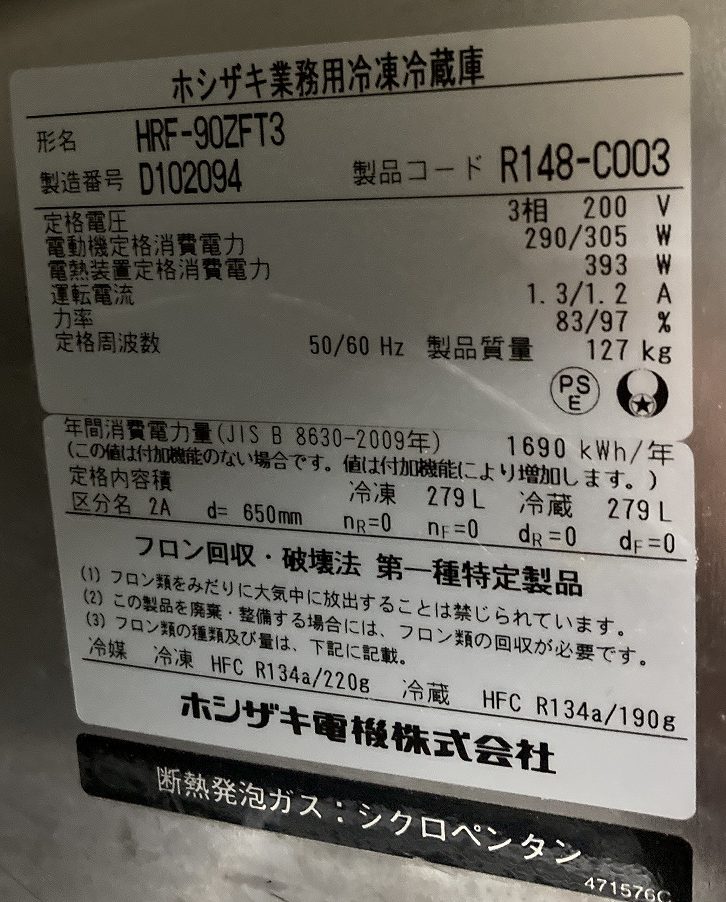 ホシザキ業務用冷凍冷蔵庫
形名 HRF-90ZFT3
製造番号 D102094 製品コード R148-C003
定格電圧 3相 200 V
電動機定格消費電力 290/305 W
電熱装置定格消費電力 393 W
運転電流 1.3/1.2 A
力率 83/97 %
定格周波数 50/60 Hz 製品質量 127 kg
PS
E
年間消費電力量(JIS B 8630-2009年) 1690 kWh/年
(この値は付加機能のない場合です。値は付加機能により増加します。)
定格内容積 冷凍 279L 冷蔵 279L
区分名 2A d= 650mm nR=0 nF=0 dR=0 dF=0
フロン回収・破壊法 第一種特定製品
(1) フロン類をみだりに大気中に放出することは禁じられています。
(2) この製品を廃棄・整備する場合には、フロン類の回収が必要です。
(3) フロン類の種類及び量は、下記に記載。
冷媒 冷凍 HFC R134a/220g 冷蔵 HFC R134a/190g
ホシザキ電機株式会社
断熱発泡ガス:シクロペンタン
471576C